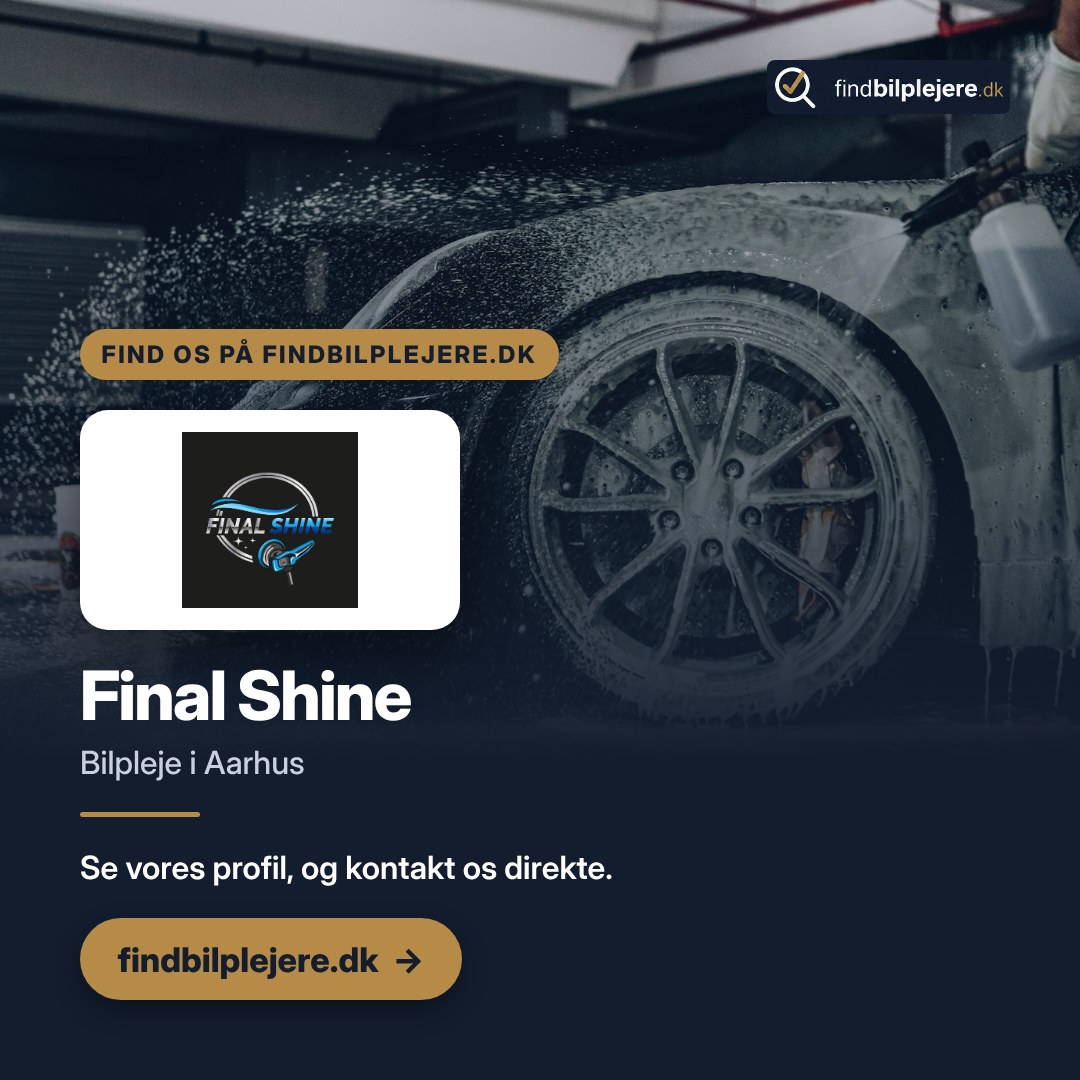 findbilplejere.dk
FIND OS PÅ FINDBILPLEJERE.DK
FINAL SHINE
Final Shine
Bilpleje i Aarhus
Se vores profil, og kontakt os direkte.
findbilplejere.dk →